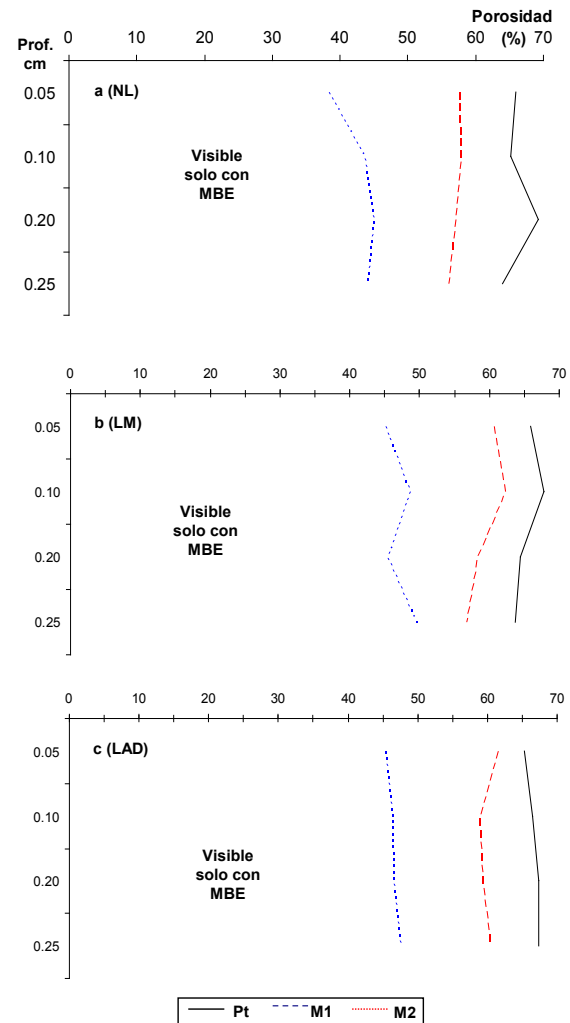 Porosidad
(%)
Prof.
cm
0 10 20 30 40 50 60 70
a (NL)
0.05
0.10
0.20
0.25
Visible
solo con
MBE
0 10 20 30 40 50 60 70
b (LM)
0.05
0.10
0.20
0.25
Visible
solo con
MBE
0 10 20 30 40 50 60 70
c (LAD)
0.05
0.10
0.20
0.25
Visible
solo con
MBE
Pt M1 M2